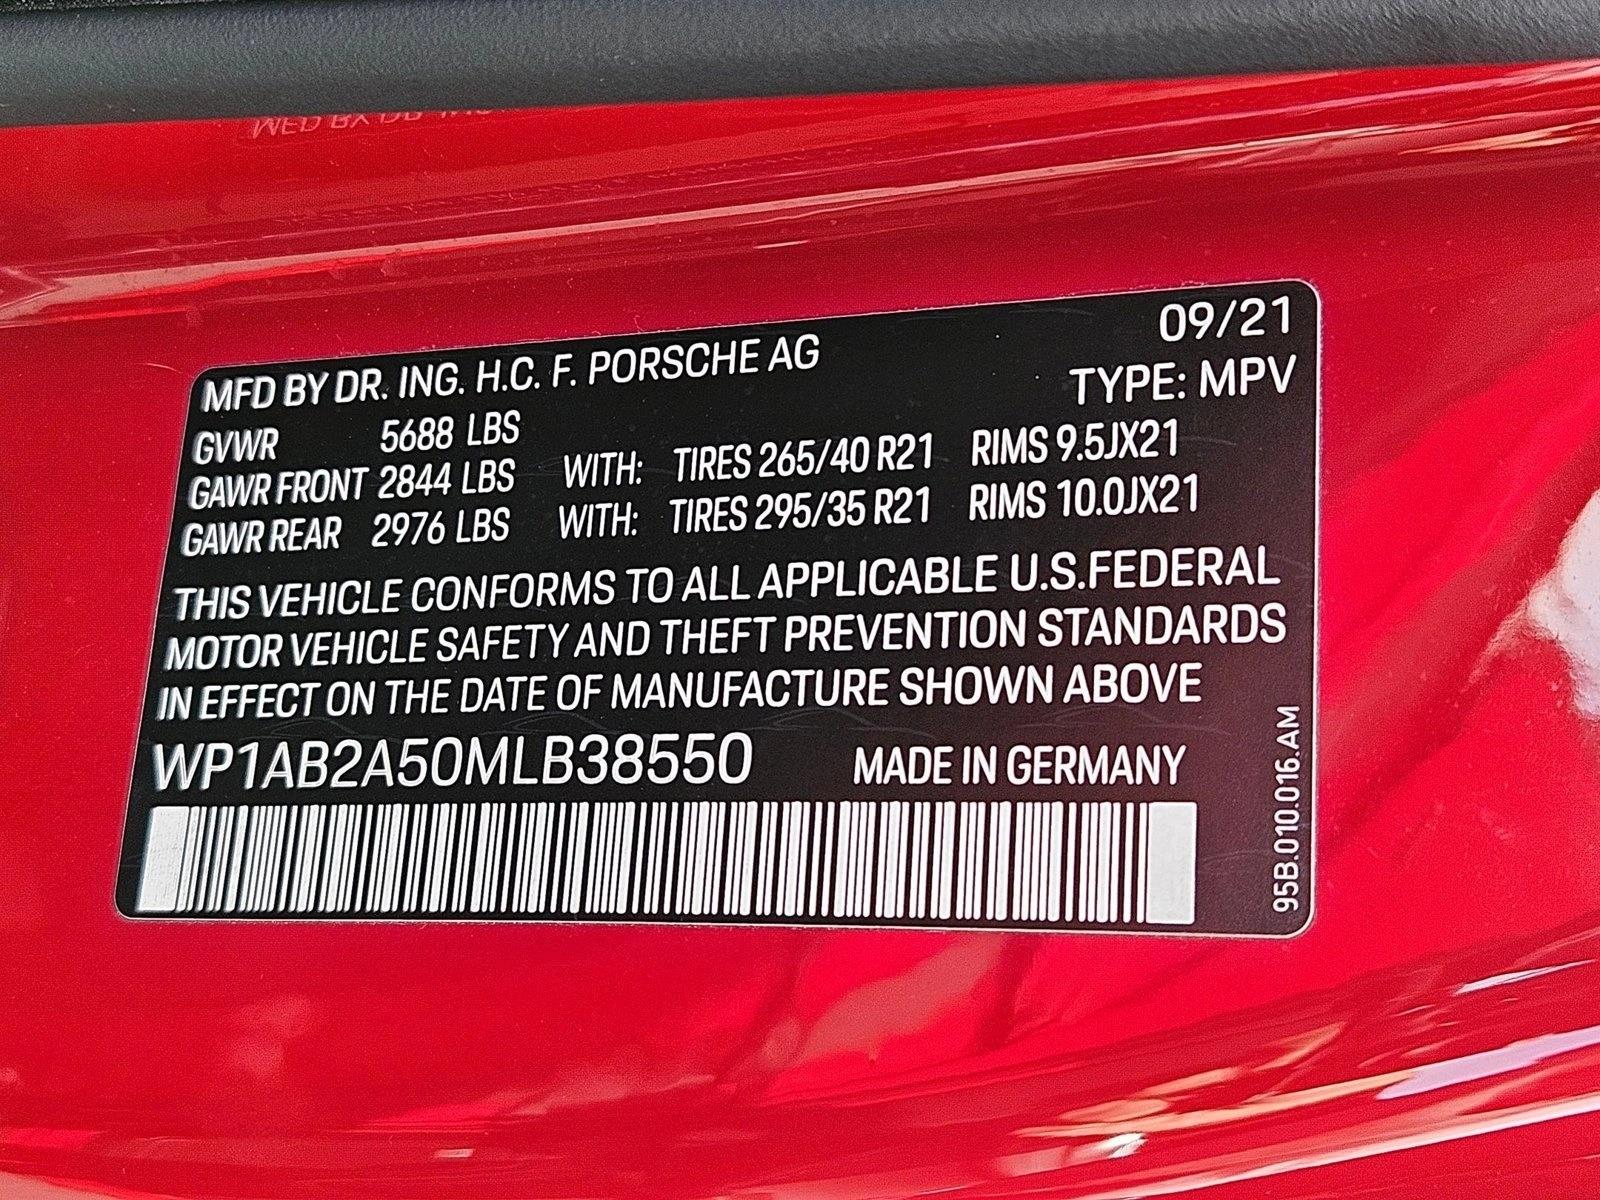 09/21
MFD BY DR. ING. H.C. F. PORSCHE AG
TYPE: MPV
GVWR 5688 LBS
GAWR FRONT 2844 LBS WITH: TIRES 265/40 R21 RIMS 9.5JX21
GAWR REAR 2976 LBS WITH: TIRES 295/35 R21 RIMS 10.0JX21
THIS VEHICLE CONFORMS TO ALL APPLICABLE U.S.FEDERAL
MOTOR VEHICLE SAFETY AND THEFT PREVENTION STANDARDS
IN EFFECT ON THE DATE OF MANUFACTURE SHOWN ABOVE
WP1AB2A50MLB38550 MADE IN GERMANY
95B.010.016.AM